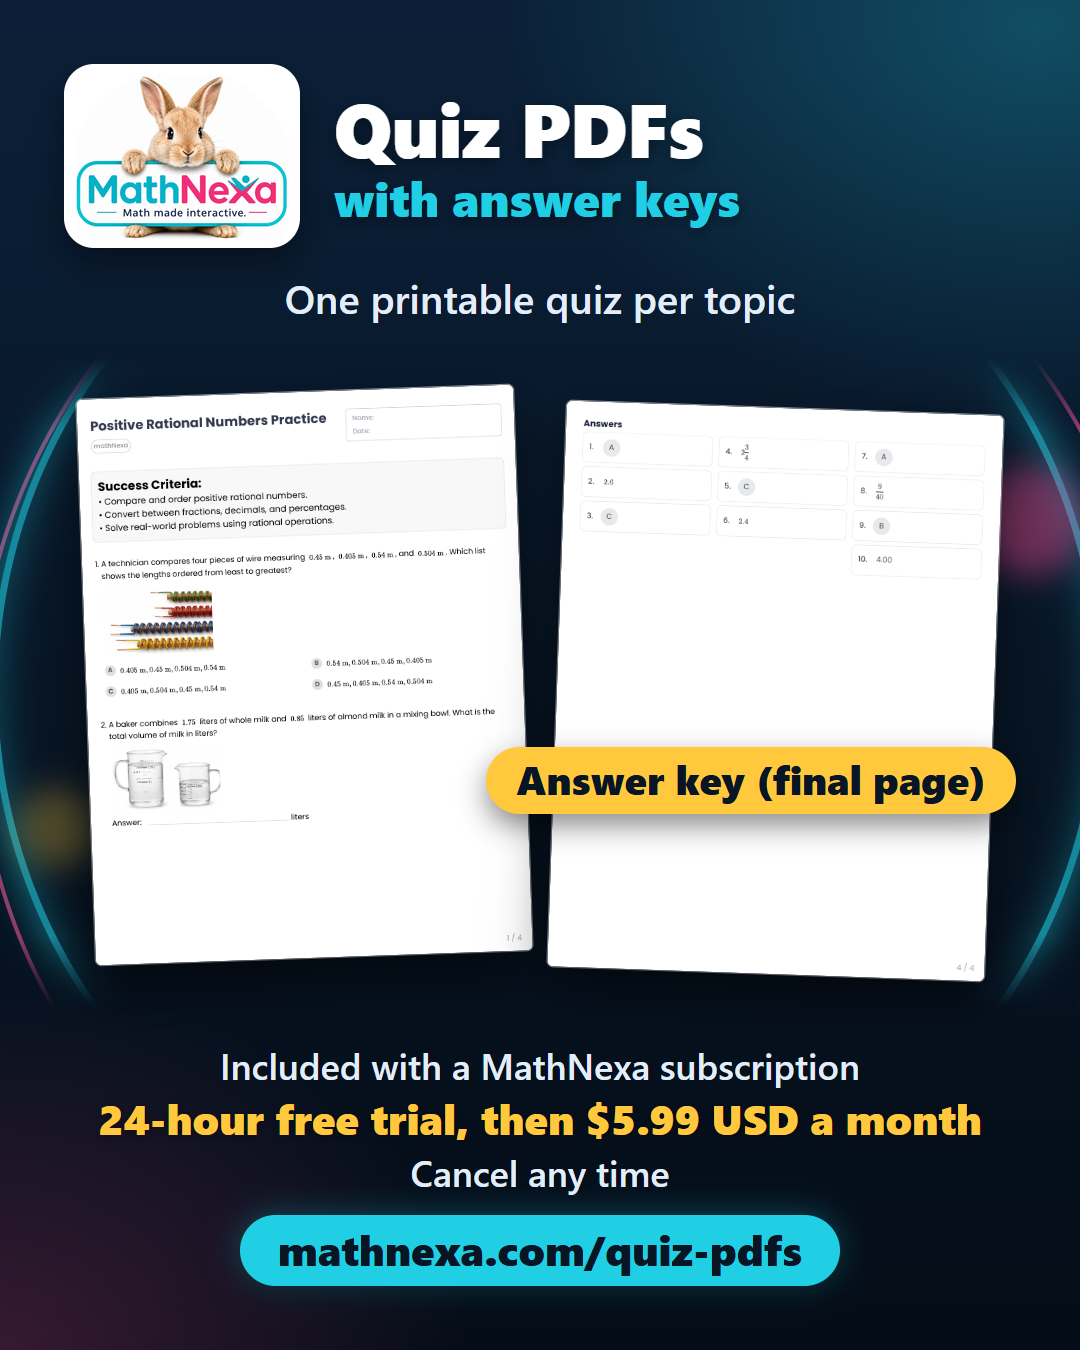 MathNexa
Math made interactive.
Quiz PDFs
with answer keys
One printable quiz per topic
Positive Rational Numbers Practice
mathNexa
Name:
Date:
Success Criteria:
• Compare and order positive rational numbers.
• Convert between fractions, decimals, and percentages.
• Solve real-world problems using rational operations.
1. A technician compares four pieces of wire measuring 0.45 m, 0.405 m, 0.54 m, and 0.504 m. Which list
shows the lengths ordered from least to greatest?
A 0.405 m, 0.45 m, 0.504 m, 0.54 m
B 0.54 m, 0.504 m, 0.45 m, 0.405 m
C 0.405 m, 0.504 m, 0.45 m, 0.54 m
D 0.45 m, 0.405 m, 0.54 m, 0.504 m
2. A baker combines 1.75 liters of whole milk and 0.85 liters of almond milk in a mixing bowl. What is the
total volume of milk in liters?
Answer: liters
1 / 4
Answers
1. A
2. 2.6
3. C
4. 2 3/4
5. C
6. 2.4
7. A
8. 9/40
9. B
10. 4.00
Answer key (final page)
4 / 4
Included with a MathNexa subscription
24-hour free trial, then $5.99 USD a month
Cancel any time
mathnexa.com/quiz-pdfs